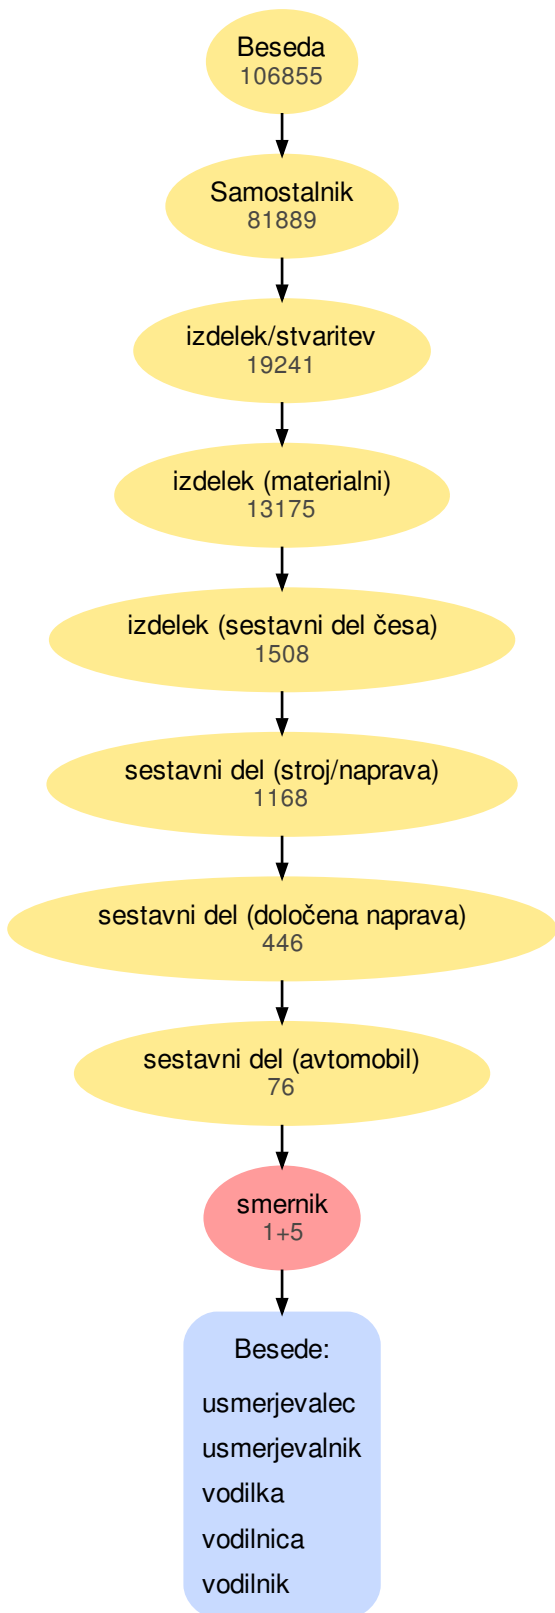 Beseda
106855
Samostalnik
81889
izdelek/stvaritev
19241
izdelek (materialni)
13175
izdelek (sestavni del česa)
1508
sestavni del (stroj/naprava)
1168
sestavni del (določena naprava)
446
sestavni del (avtomobil)
76
smernik
1+5
Besede:
usmerjevalec
usmerjevalnik
vodilka
vodilnica
vodilnik